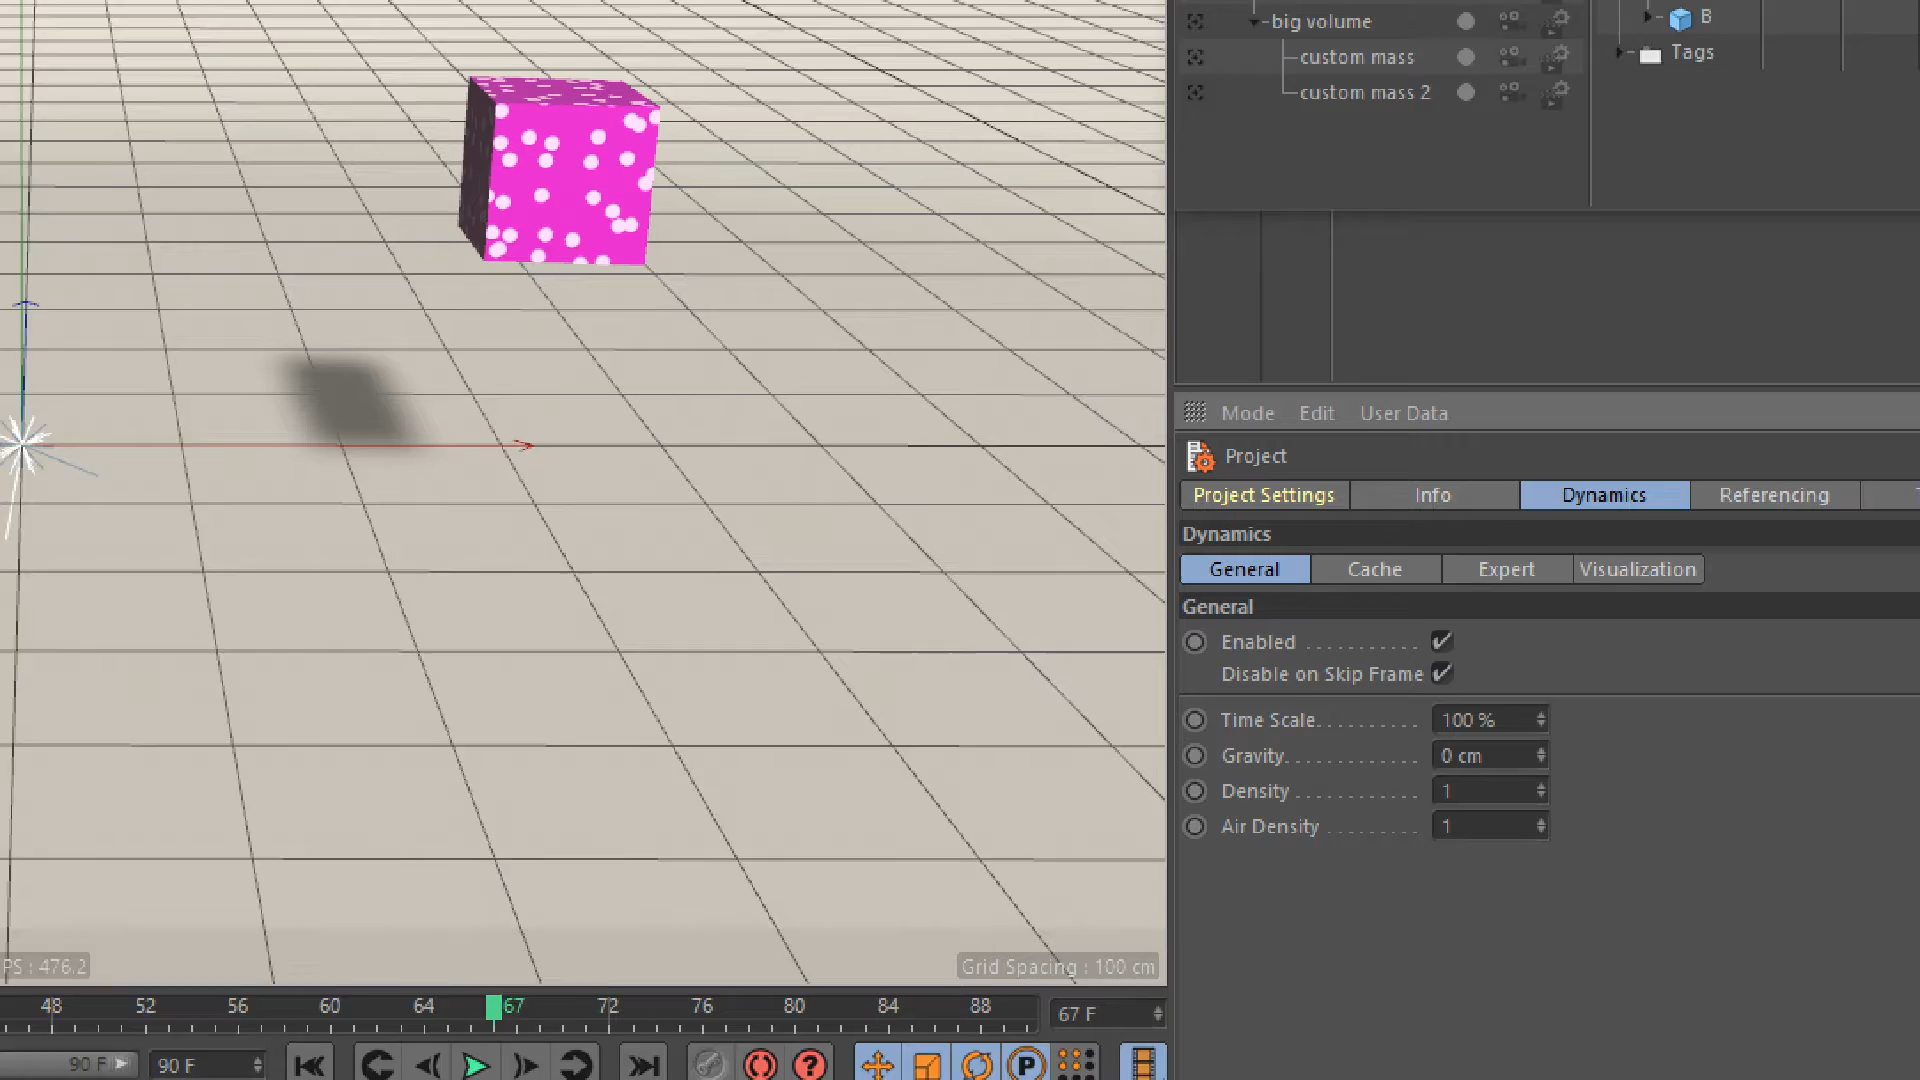 big volume
custom mass
custom mass 2
B
Tags
Mode Edit User Data
Project
Project Settings Info Dynamics Referencing
Dynamics
General Cache Expert Visualization
General
Enabled
Disable on Skip Frame
Time Scale 100 %
Gravity 0 cm
Density 1
Air Density 1
PS : 476.2
Grid Spacing : 100 cm
48 52 56 60 64 67 72 76 80 84 88
67 F
90 F
90 F
P